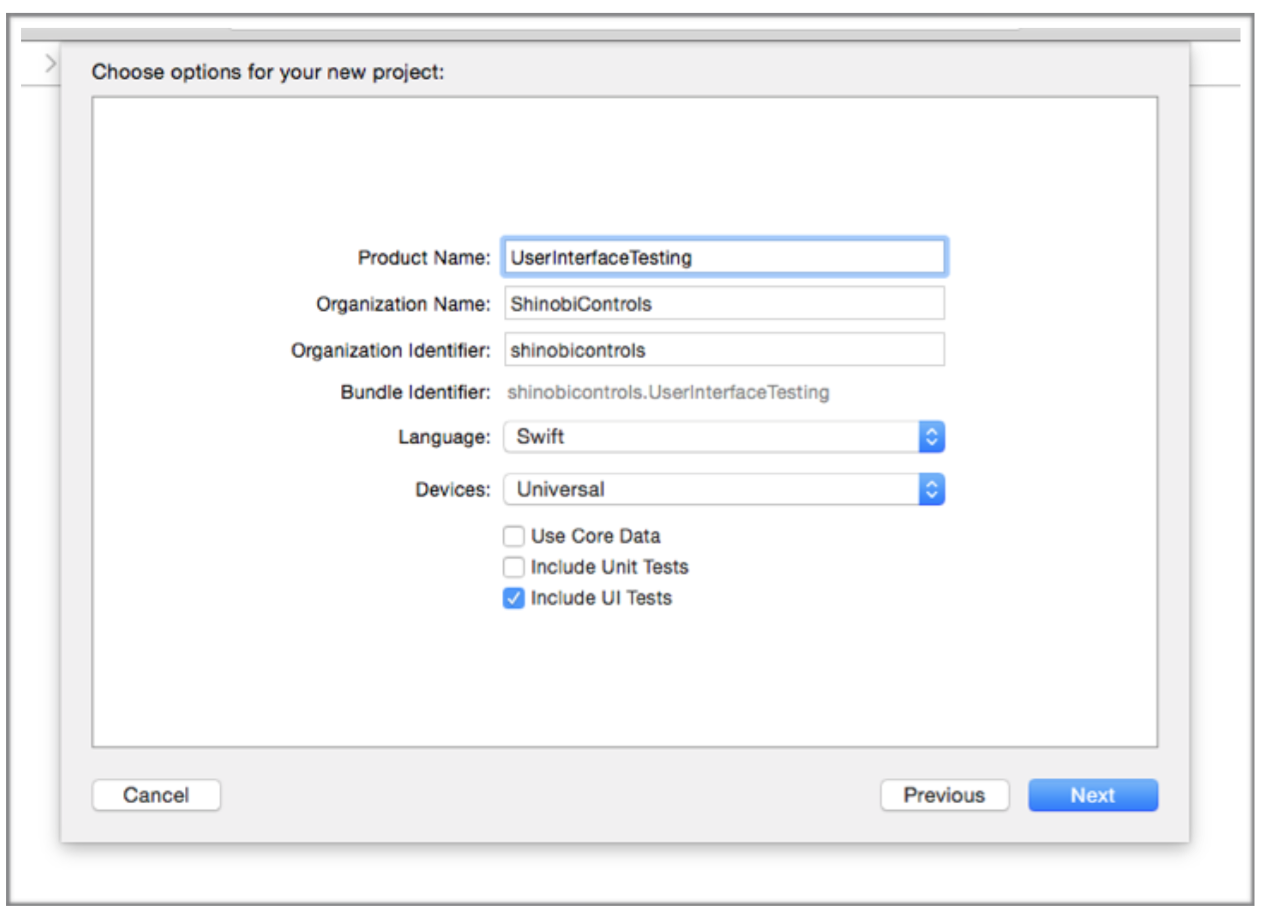 Choose options for your new project:
Product Name: UserInterfaceTesting
Organization Name: ShinobiControls
Organization Identifier: shinobicontrols
Bundle Identifier: shinobicontrols.UserInterfaceTesting
Language: Swift
Devices: Universal
Use Core Data
Include Unit Tests
Include UI Tests
Cancel Previous Next